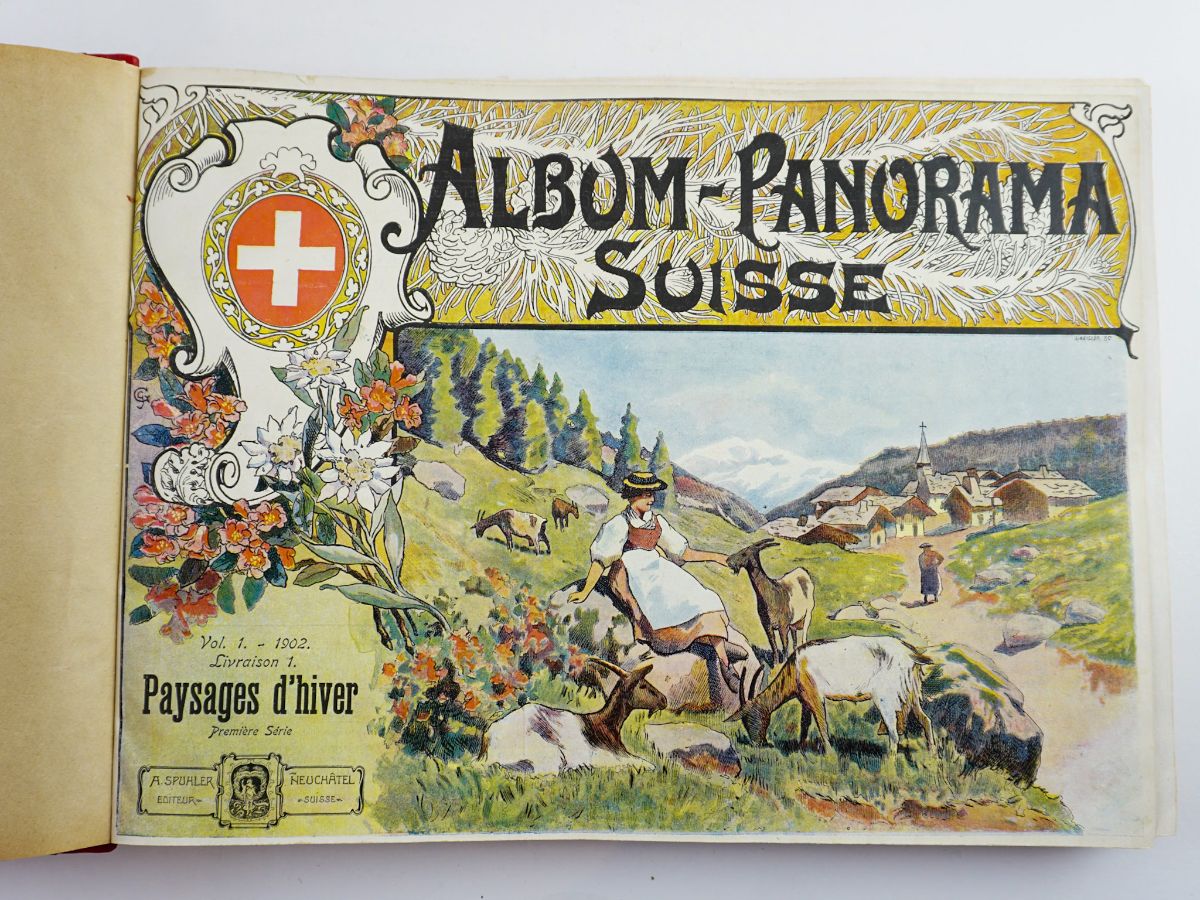 ALBUM-PANORAMA
SUISSE
Vol. 1. - 1902.
Livraison 1.
Paysages d'hiver
Première Série
A. SPÜHLER
EDITEUR-
NEUCHÂTEL
-SUISSE-